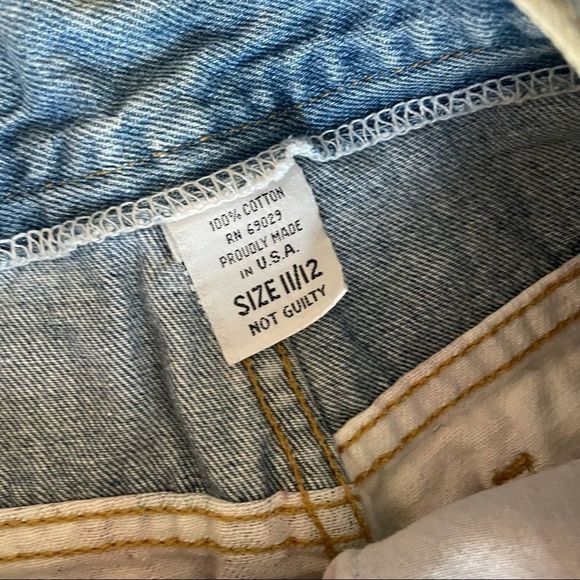 100% COTTON
RN 69029
PROUDLY MADE
IN U.S.A.
SIZE 11/12
NOT GUILTY